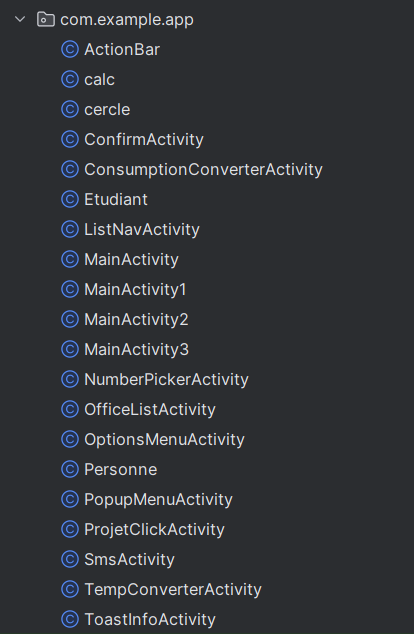 com.example.app
ActionBar
calc
cercle
ConfirmActivity
ConsumptionConverterActivity
Etudiant
ListNavActivity
MainActivity
MainActivity1
MainActivity2
MainActivity3
NumberPickerActivity
OfficeListActivity
OptionsMenuActivity
Personne
PopupMenuActivity
ProjetClickActivity
SmsActivity
TempConverterActivity
ToastInfoActivity